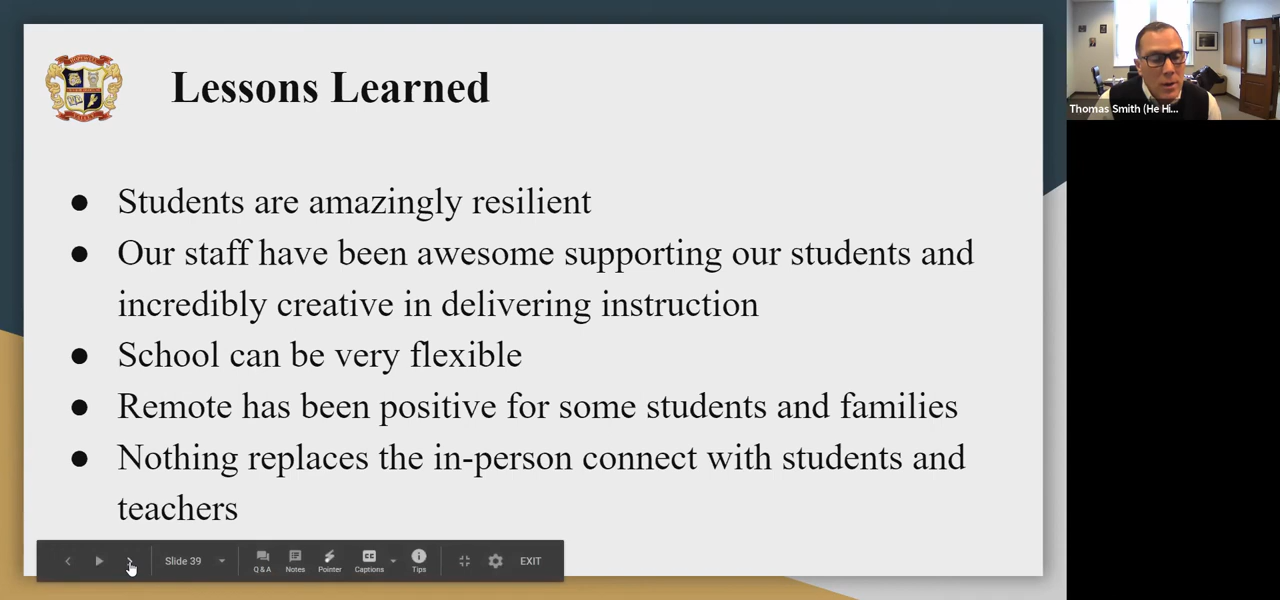 Lessons Learned
Thomas Smith (He Hi...
● Students are amazingly resilient
● Our staff have been awesome supporting our students and
incredibly creative in delivering instruction
● School can be very flexible
● Remote has been positive for some students and families
● Nothing replaces the in-person connect with students and
teachers
Slide 39
Q & A
Notes
Pointer
Captions
Tips
EXIT